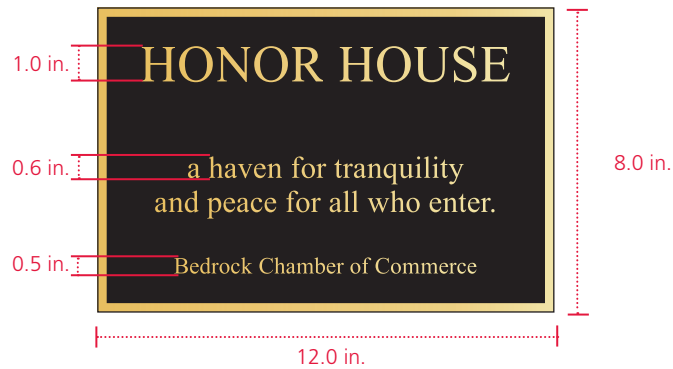 1.0 in.
HONOR HOUSE
8.0 in.
0.6 in.
a haven for tranquility
and peace for all who enter.
0.5 in.
Bedrock Chamber of Commerce
12.0 in.